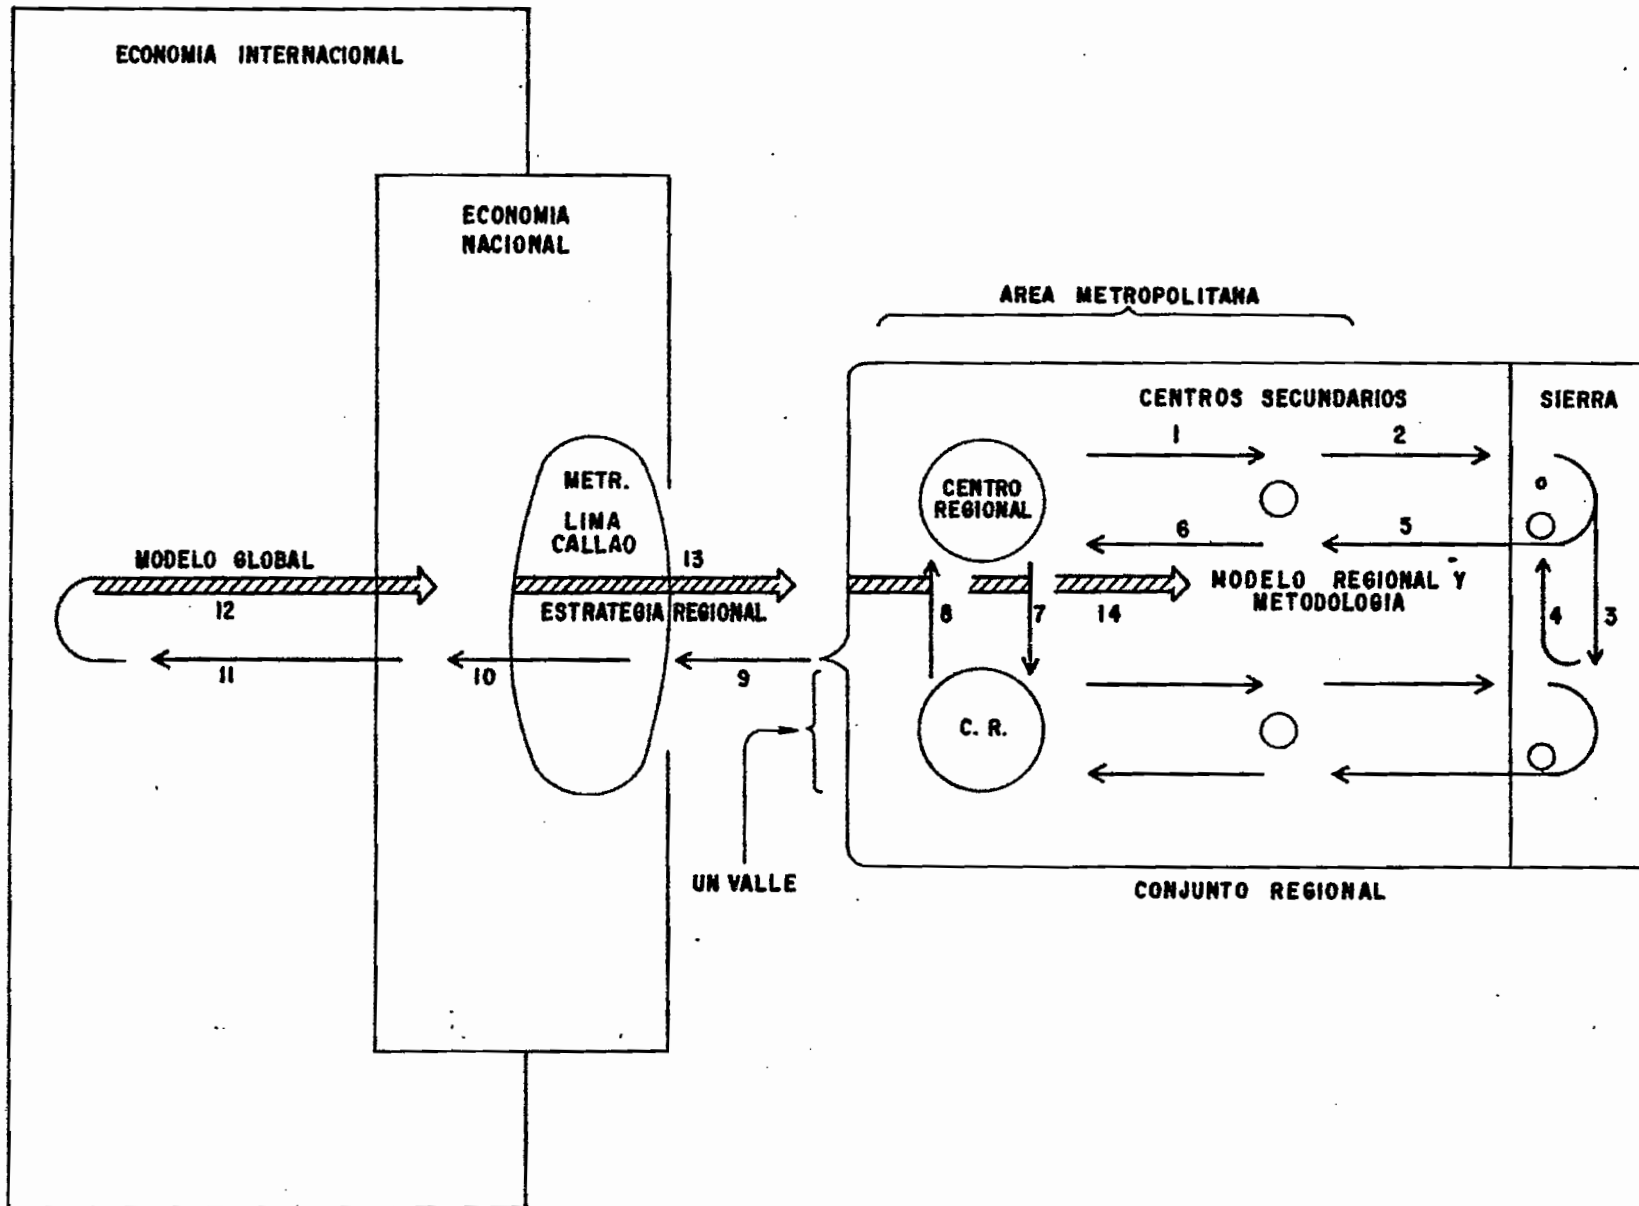 ECONOMIA INTERNACIONAL
ECONOMIA
NACIONAL
AREA METROPOLITANA
CENTROS SECUNDARIOS
SIERRA
1
2
METR.
LIMA
CALLAO
CENTRO
REGIONAL
6
5
MODELO GLOBAL
13
12
ESTRATEGIA REGIONAL
8
7
14
MODELO REGIONAL Y
METODOLOGIA
4
3
11
10
9
C. R.
UN VALLE
CONJUNTO REGIONAL